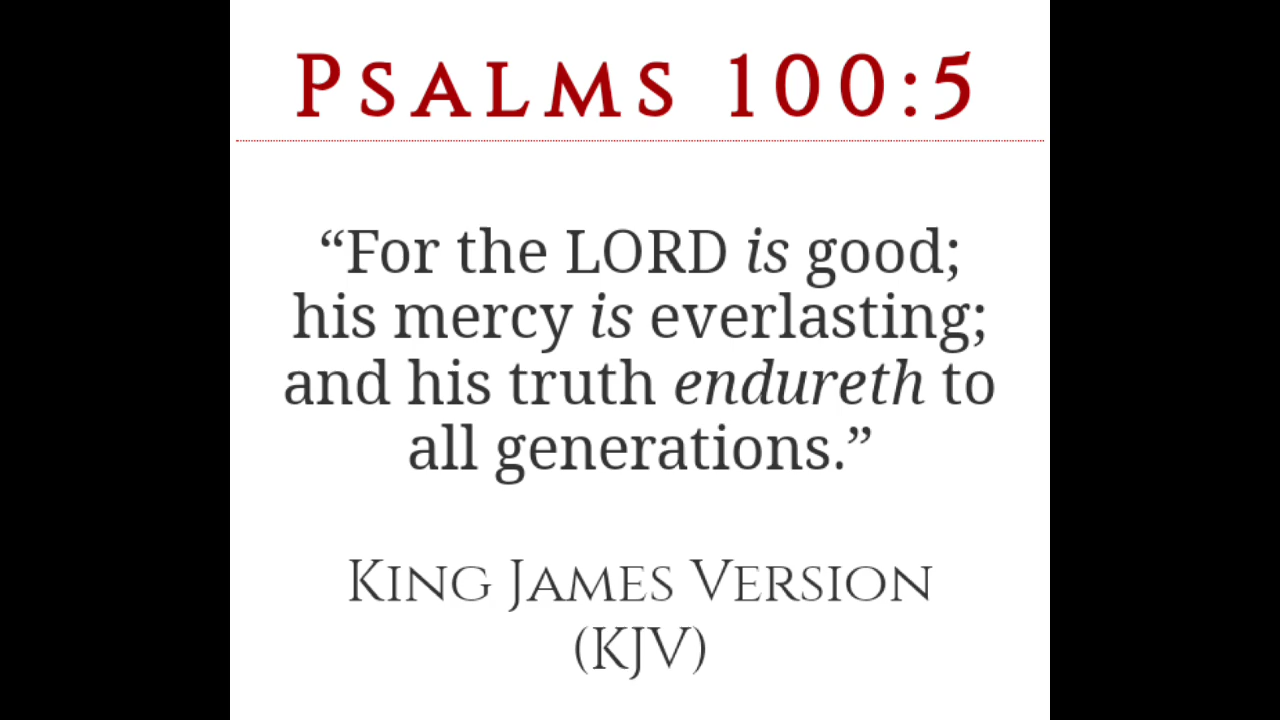 Psalms 100:5
“For the LORD is good;
his mercy is everlasting;
and his truth endureth to
all generations.”
King James Version
(KJV)